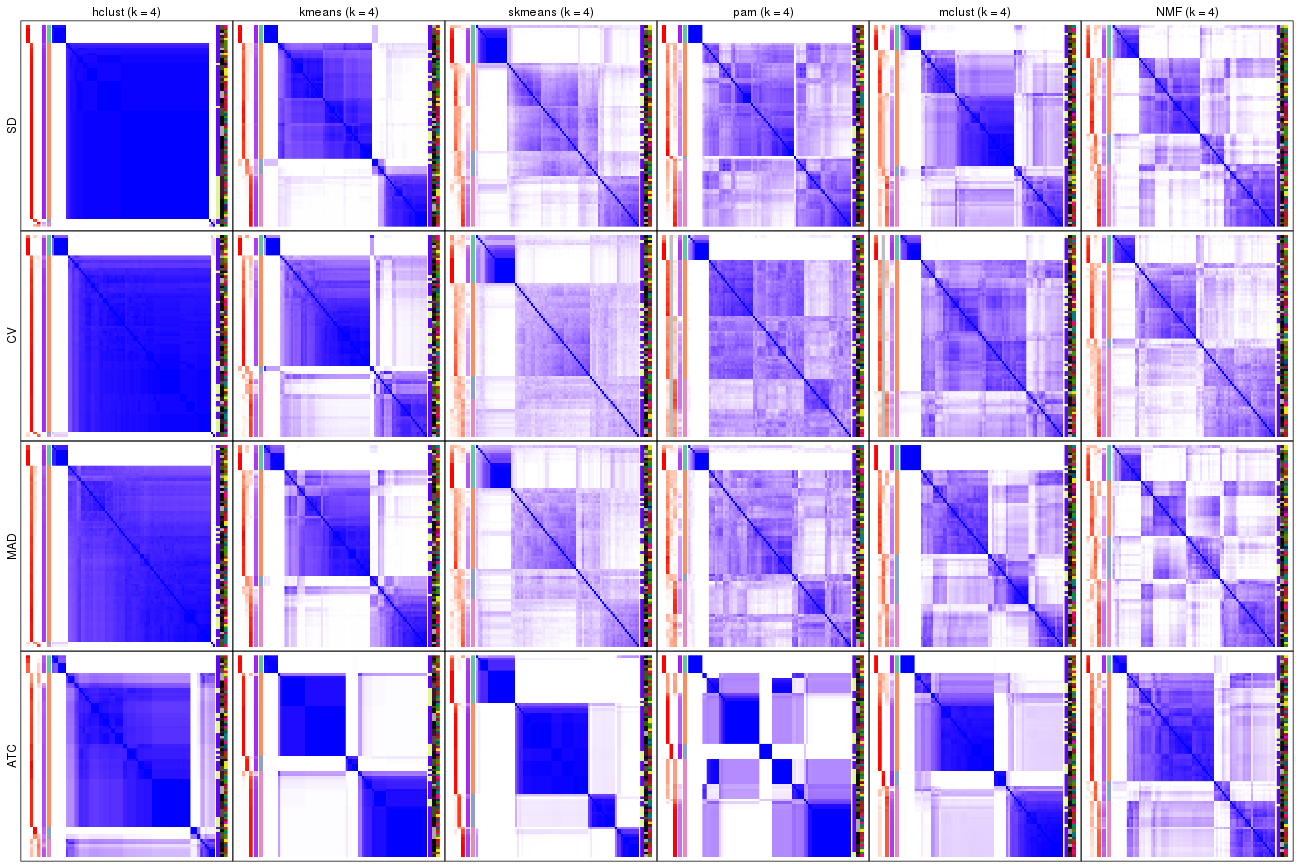 hclust (k = 4) kmeans (k = 4) skmeans (k = 4) pam (k = 4) mclust (k = 4) NMF (k = 4)
SD
CV
MAD
ATC